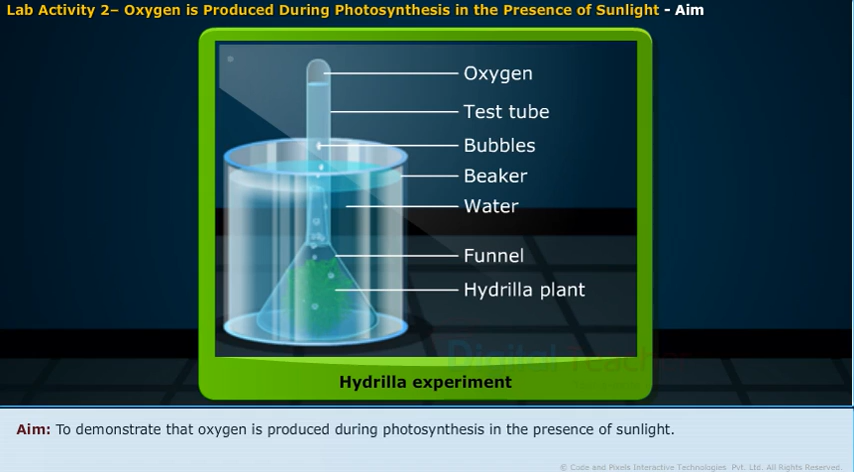 Lab Activity 2– Oxygen is Produced During Photosynthesis in the Presence of Sunlight - Aim
Oxygen
Test tube
Bubbles
Beaker
Water
Funnel
Hydrilla plant
Digital Teacher
Hydrilla experiment
Aim: To demonstrate that oxygen is produced during photosynthesis in the presence of sunlight.
© Code and Pixels Interactive Technologies Pvt. Ltd. All Rights Reserved.